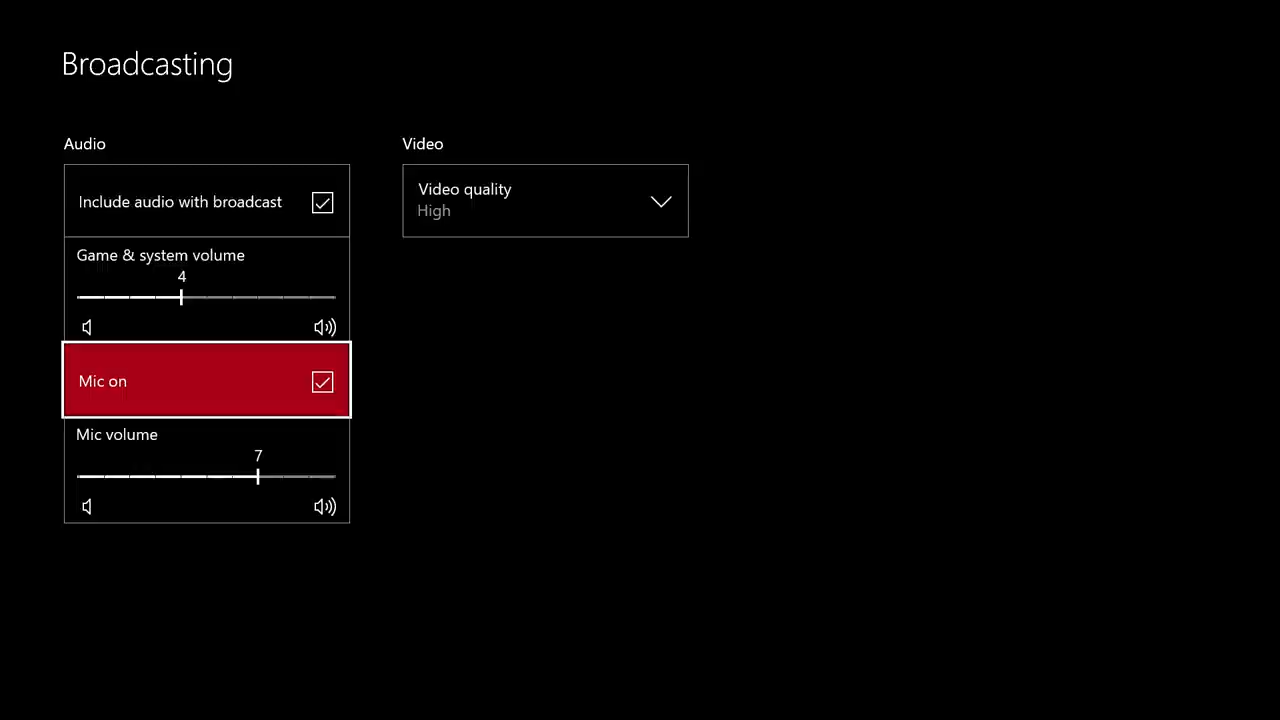 Broadcasting
Audio
Include audio with broadcast
Game & system volume
4
Mic on
Mic volume
7
Video
Video quality
High